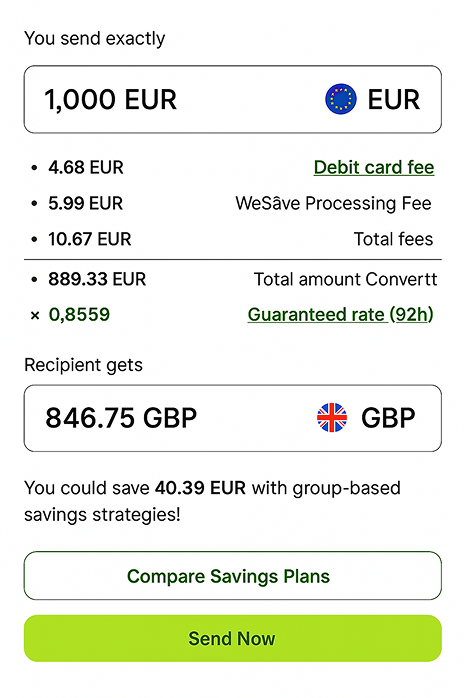 You send exactly
1,000 EUR EUR
• 4.68 EUR Debit card fee
• 5.99 EUR WeSâve Processing Fee
• 10.67 EUR Total fees
• 889.33 EUR Total amount Convertt
× 0,8559 Guaranteed rate (92h)
Recipient gets
846.75 GBP GBP
You could save 40.39 EUR with group-based
savings strategies!
Compare Savings Plans
Send Now